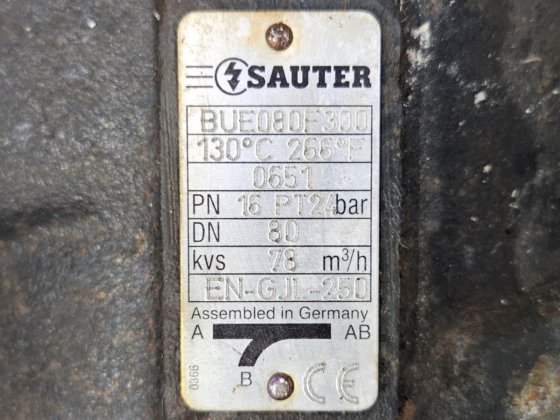 SAUTER
BUE080F300
130°C 266°F
0651
PN 16 PT24 bar
DN 80
kvs 78 m³/h
EN-GJL-250
Assembled in Germany
A AB
B
0366
CE